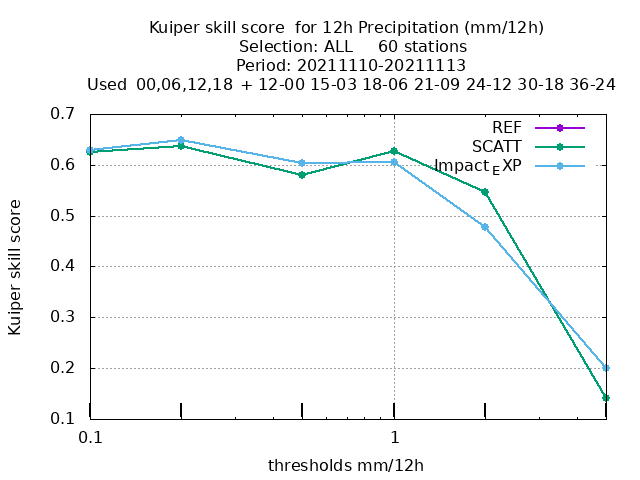 Kuiper skill score  for 12h Precipitation (mm/12h)
Selection: ALL     60 stations
Period: 20211110-20211113
Used  00,06,12,18  + 12-00 15-03 18-06 21-09 24-12 30-18 36-24
REF
SCATT
Impact_EXP
0.7
0.6
0.5
0.4
0.3
0.2
0.1
Kuiper skill score
0.1
1
thresholds mm/12h